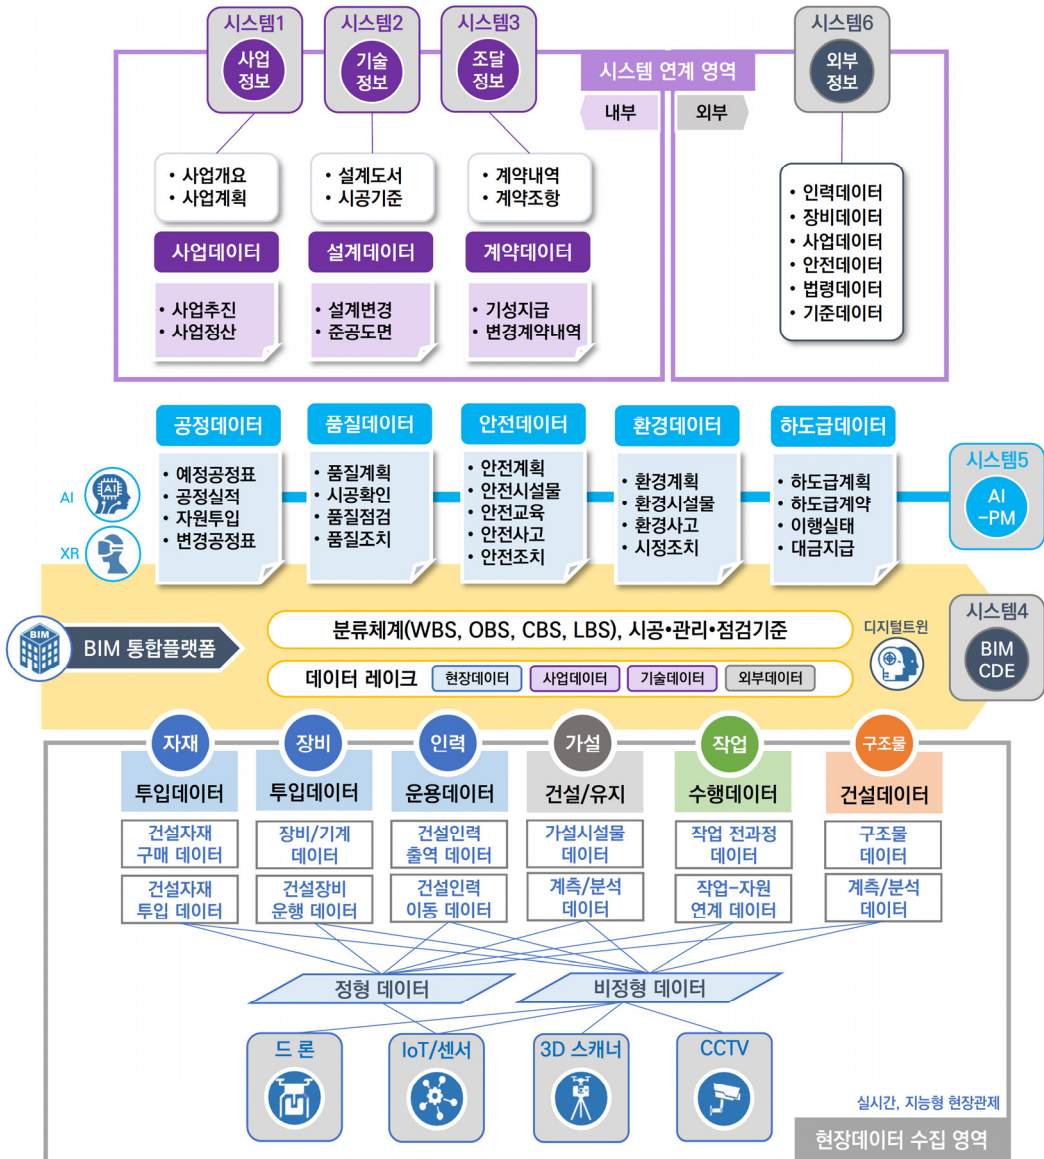 시스템1
사업
정보
시스템2
기술
정보
시스템3
조달
정보
시스템 연계 영역
내부
외부
시스템6
외부
정보
• 사업개요
• 사업계획
• 설계도서
• 시공기준
• 계약내역
• 계약조항
• 인력데이터
• 장비데이터
• 사업데이터
• 안전데이터
• 법령데이터
• 기준데이터
사업데이터
설계데이터
계약데이터
• 사업추진
• 사업정산
• 설계변경
• 준공도면
• 기성지급
• 변경계약내역
공정데이터
• 예정공정표
• 공정실적
• 자원투입
• 변경공정표
품질데이터
• 품질계획
• 시공확인
• 품질점검
• 품질조치
안전데이터
• 안전계획
• 안전시설물
• 안전교육
• 안전사고
• 안전조치
환경데이터
• 환경계획
• 환경시설물
• 환경사고
• 시정조치
하도급데이터
• 하도급계획
• 하도급계약
• 이행실태
• 대금지급
AI
AI
XR
시스템5
AI
-PM
BIM
BIM 통합플랫폼
분류체계(WBS, OBS, CBS, LBS), 시공•관리•점검기준
데이터 레이크
현장데이터
사업데이터
기술데이터
외부데이터
디지털트윈
시스템4
BIM
CDE
자재
투입데이터
건설자재
구매 데이터
건설자재
투입 데이터
장비
투입데이터
장비/기계
데이터
건설장비
운행 데이터
인력
운용데이터
건설인력
출역 데이터
건설인력
이동 데이터
가설
건설/유지
가설시설물
데이터
계측/분석
데이터
작업
수행데이터
작업 전과정
데이터
작업-자원
연계 데이터
구조물
건설데이터
구조물
데이터
계측/분석
데이터
정형 데이터
비정형 데이터
드 론
IoT/센서
3D 스캐너
CCTV
실시간, 지능형 현장관제
현장데이터 수집 영역